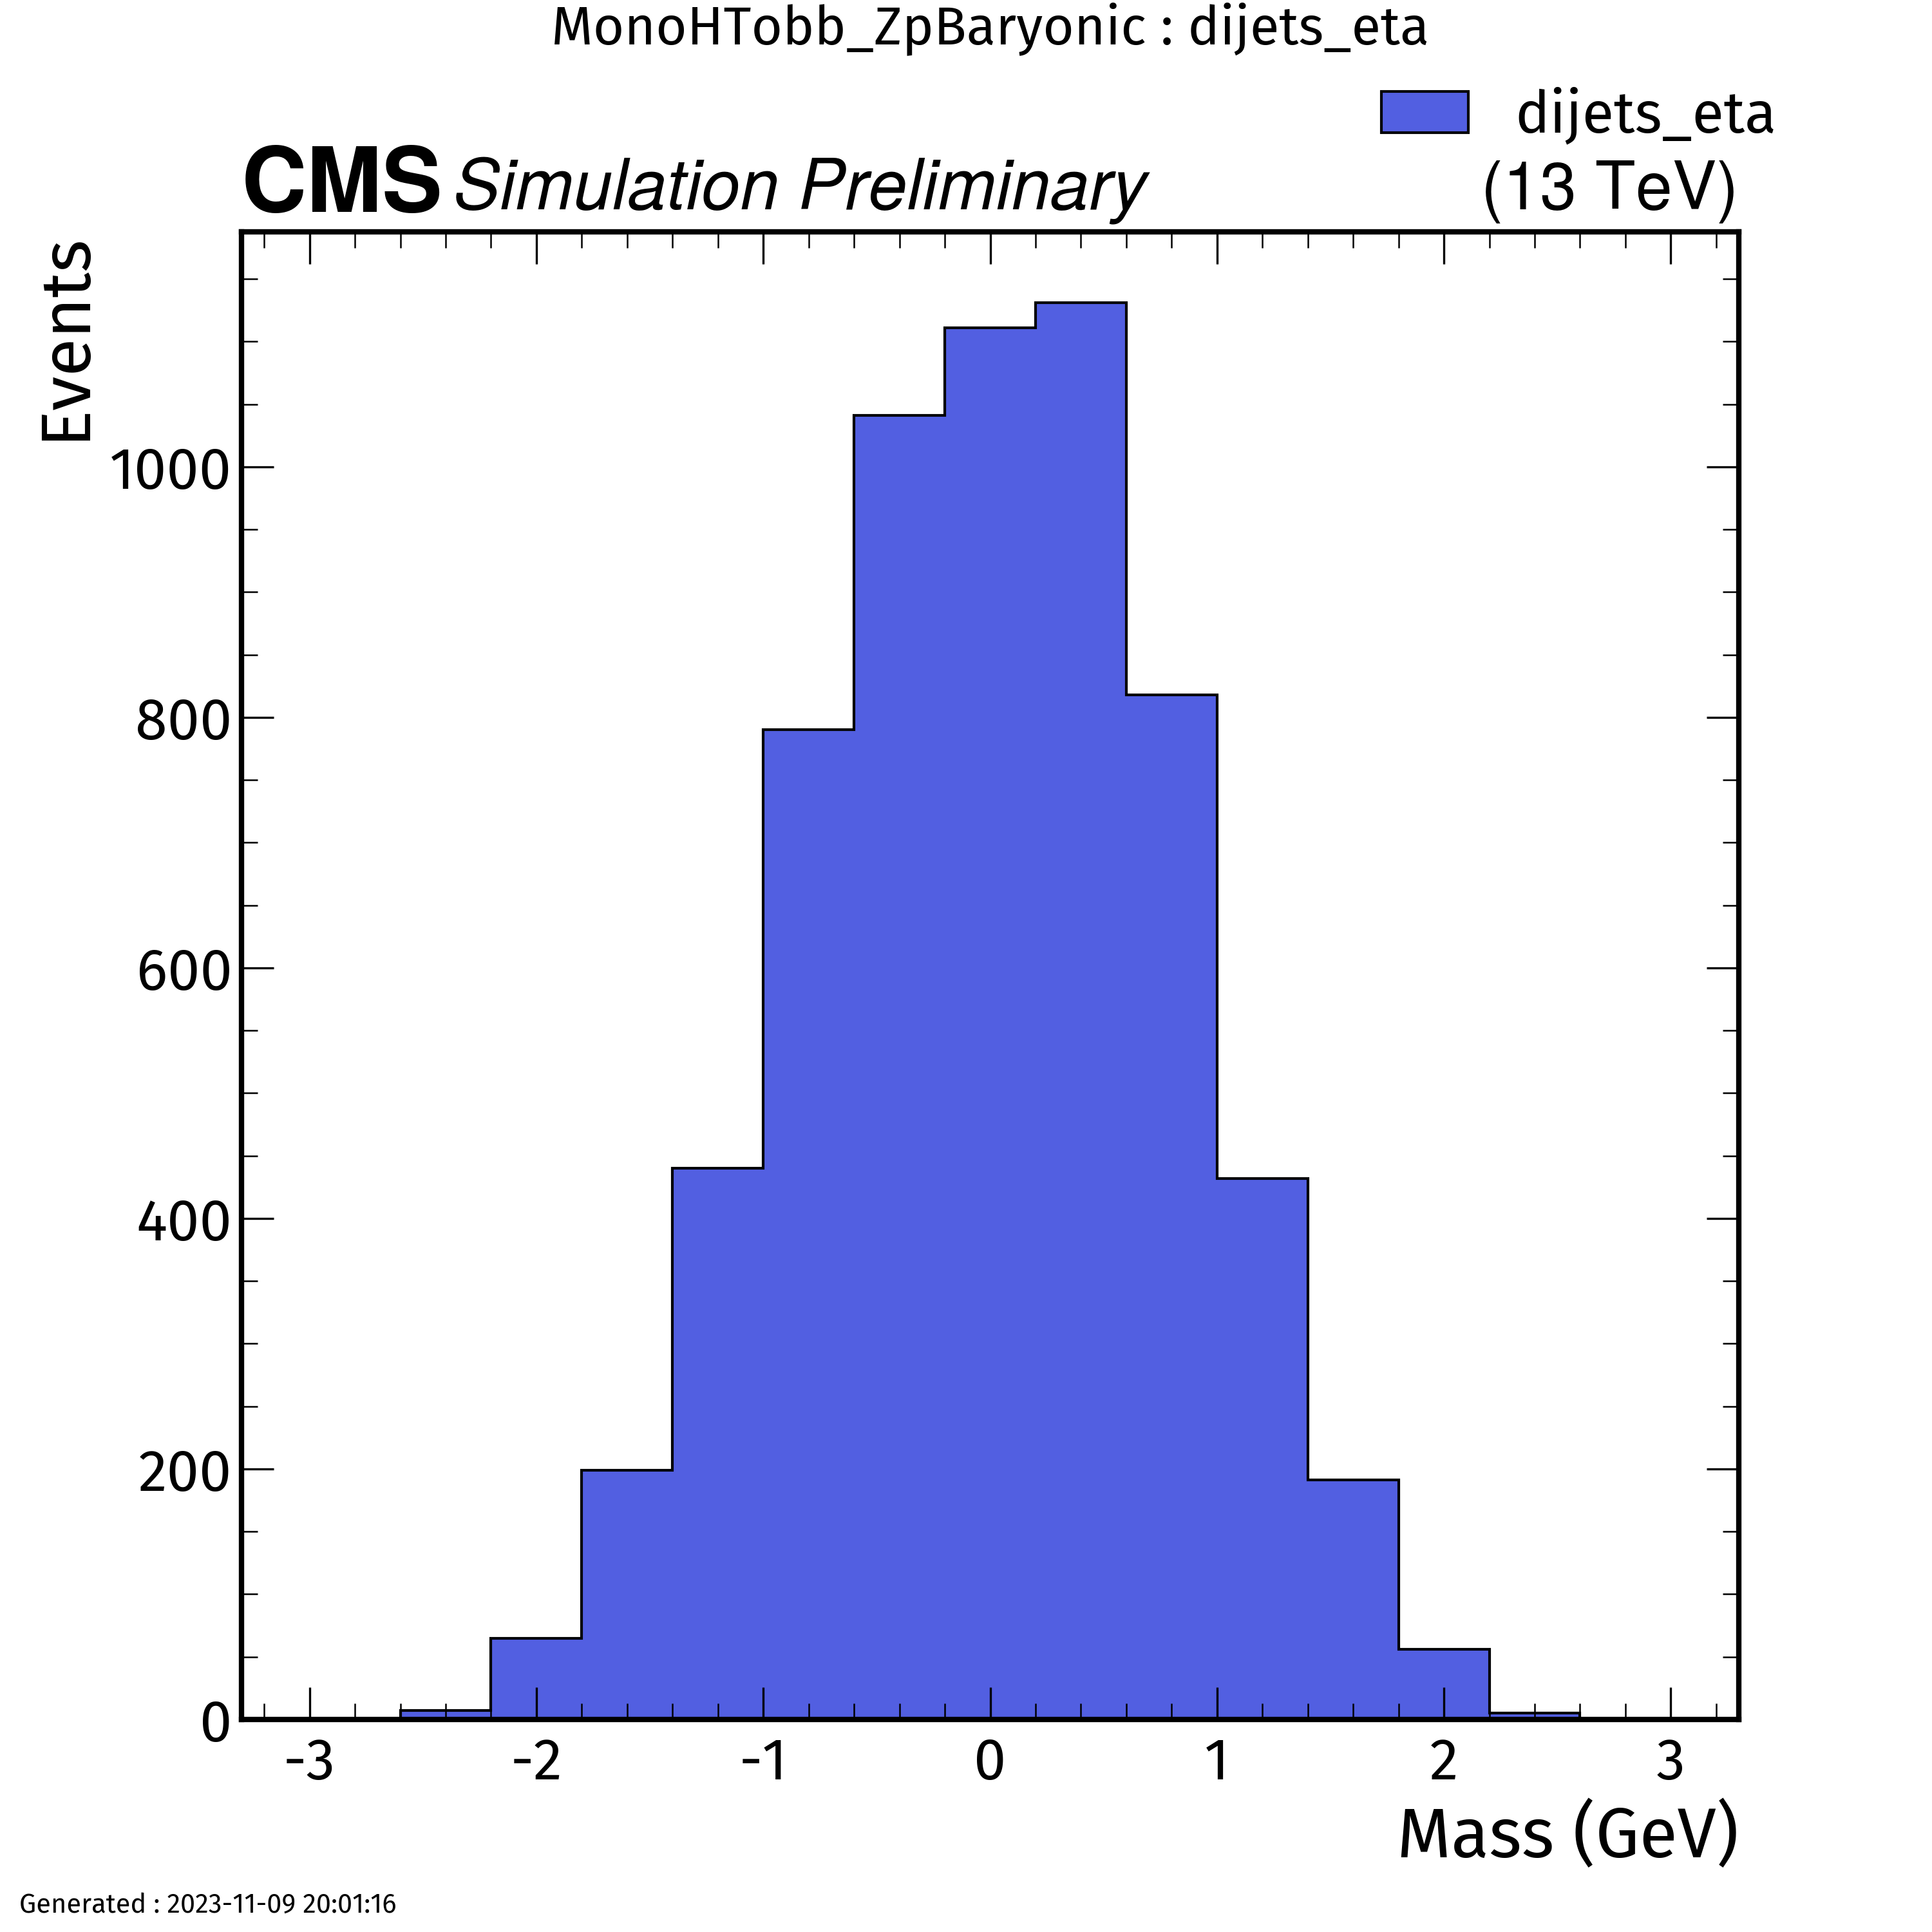 MonoHTobb_ZpBaryonic : dijets_eta
dijets_eta
CMS Simulation Preliminary (13 TeV)
Events
1000
800
600
400
200
0
-3 -2 -1 0 1 2 3
Mass (GeV)
Generated : 2023-11-09 20:01:16